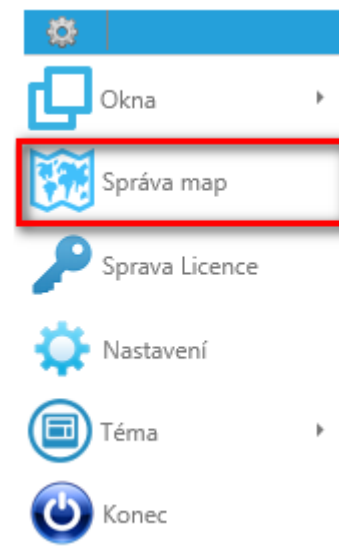 Okna
Správa map
Sprava Licence
Nastavení
Téma
Konec